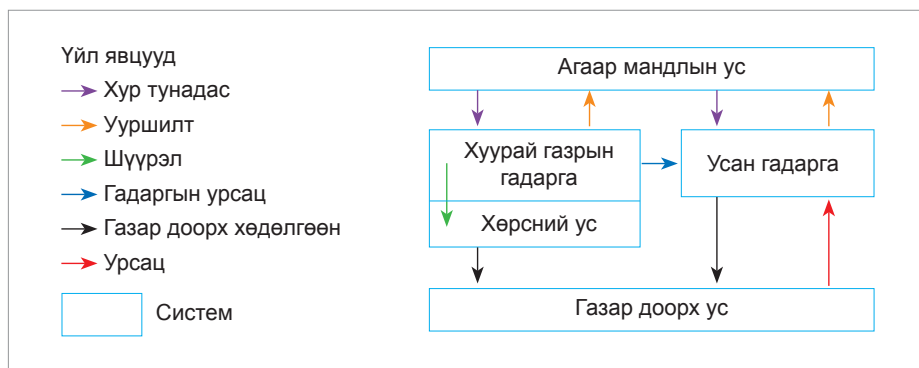 Үйл явцууд
Хур тунадас
Ууршилт
Шүүрэл
Гадаргын урсац
Газар доорх хөдөлгөөн
Урсац
Систем
Агаар мандлын ус
Хуурай газрын
гадарга
Усан гадарга
Хөрсний ус
Газар доорх ус